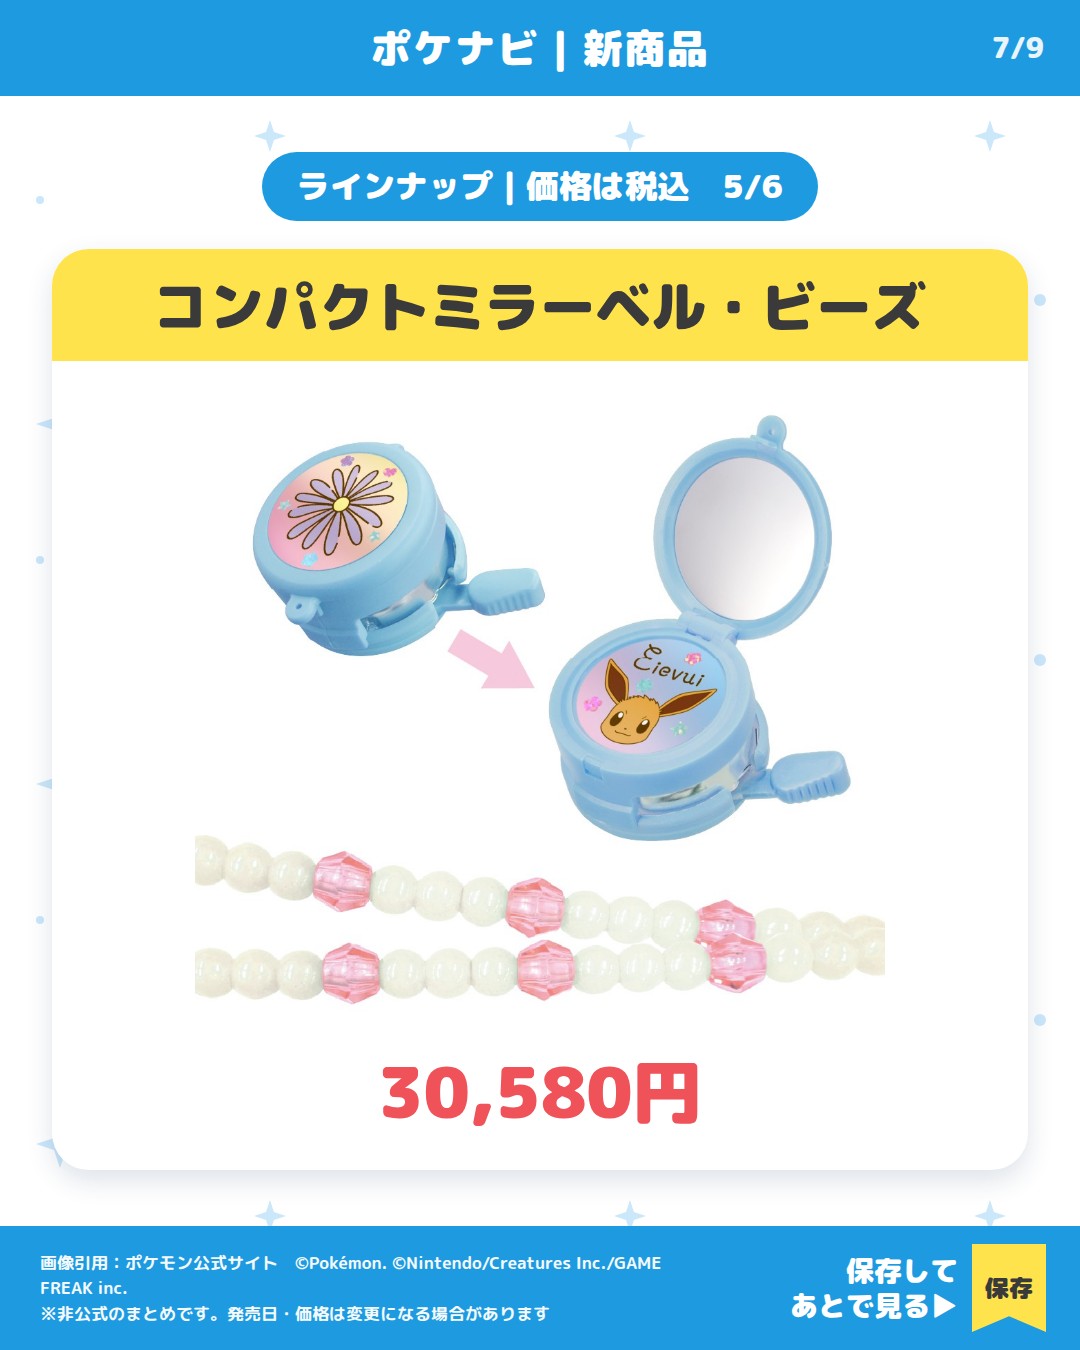 ポケナビ | 新商品
7/9
ラインナップ | 価格は税込　5/6
コンパクトミラーベル・ビーズ
Eievui
30,580円
画像引用：ポケモン公式サイト　©Pokémon. ©Nintendo/Creatures Inc./GAME
FREAK inc.
※非公式のまとめです。発売日・価格は変更になる場合があります
保存して
あとで見る▶
保存